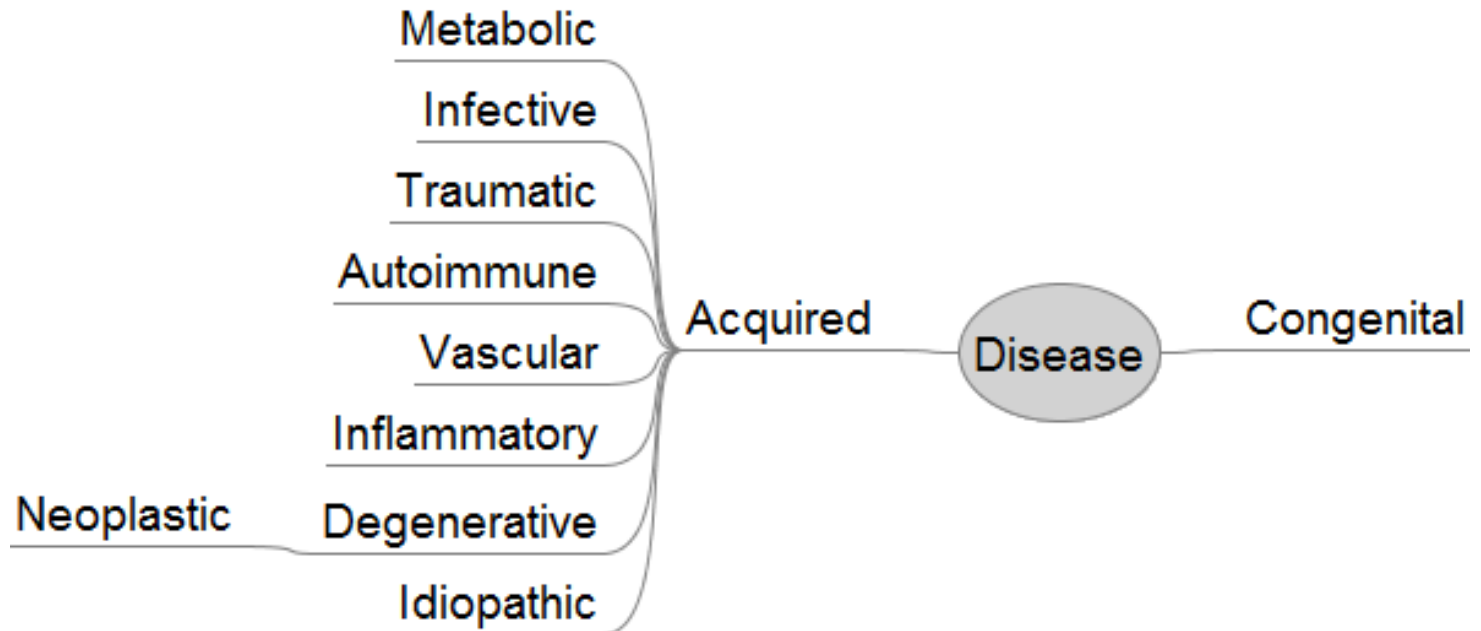 Metabolic
Infective
Traumatic
Autoimmune
Vascular
Inflammatory
Neoplastic
Degenerative
Idiopathic
Acquired
Disease
Congenital